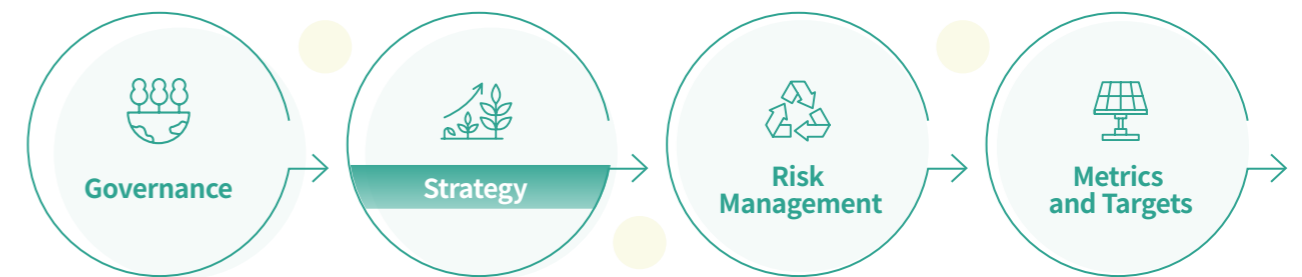 Governance
Strategy
Risk
Management
Metrics
and Targets